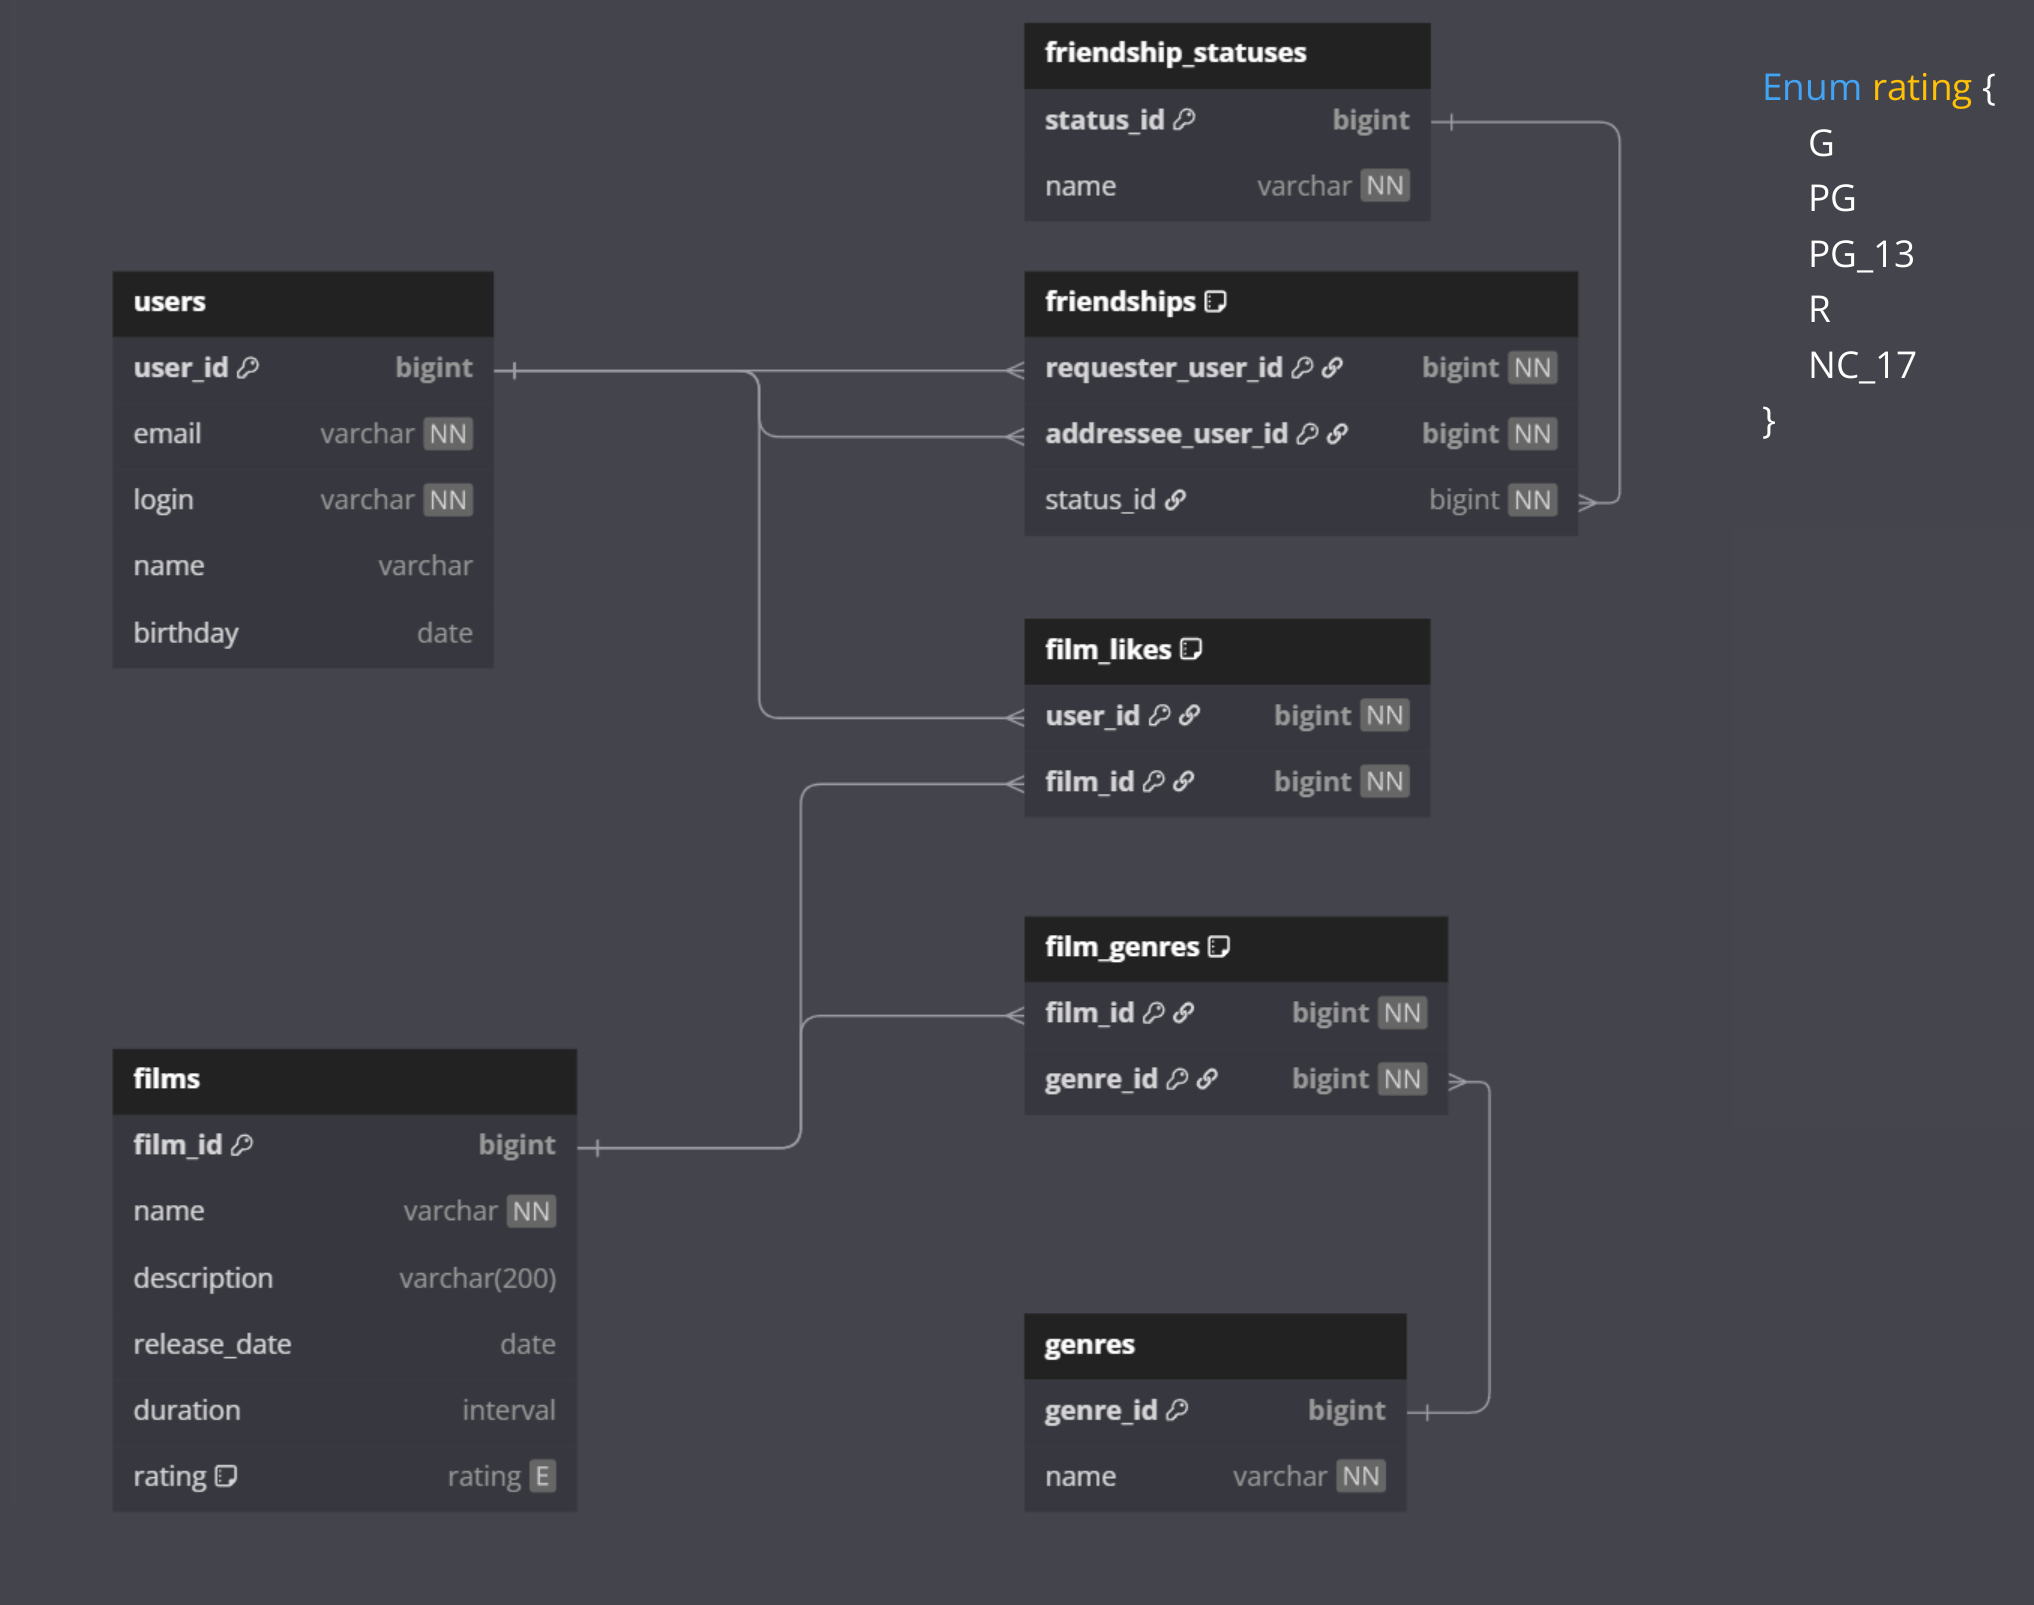 friendship_statuses
status_id bigint
name varchar NN
Enum rating {
G
PG
PG_13
R
NC_17
}
users
user_id bigint
email varchar NN
login varchar NN
name varchar
birthday date
friendships
requester_user_id bigint NN
addressee_user_id bigint NN
status_id bigint NN
film_likes
user_id bigint NN
film_id bigint NN
film_genres
film_id bigint NN
genre_id bigint NN
films
film_id bigint
name varchar NN
description varchar(200)
release_date date
duration interval
rating rating E
genres
genre_id bigint
name varchar NN